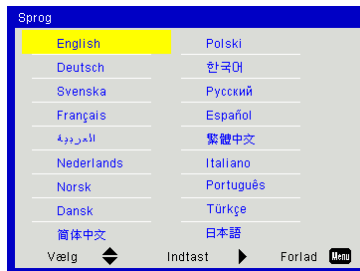 Sprog
English Polski
Deutsch 한국어
Svenska Русский
Français Español
العربية 繁體中文
Nederlands Italiano
Norsk Português
Dansk Türkçe
简体中文 日本語
Vælg Indtast Forlad Menu